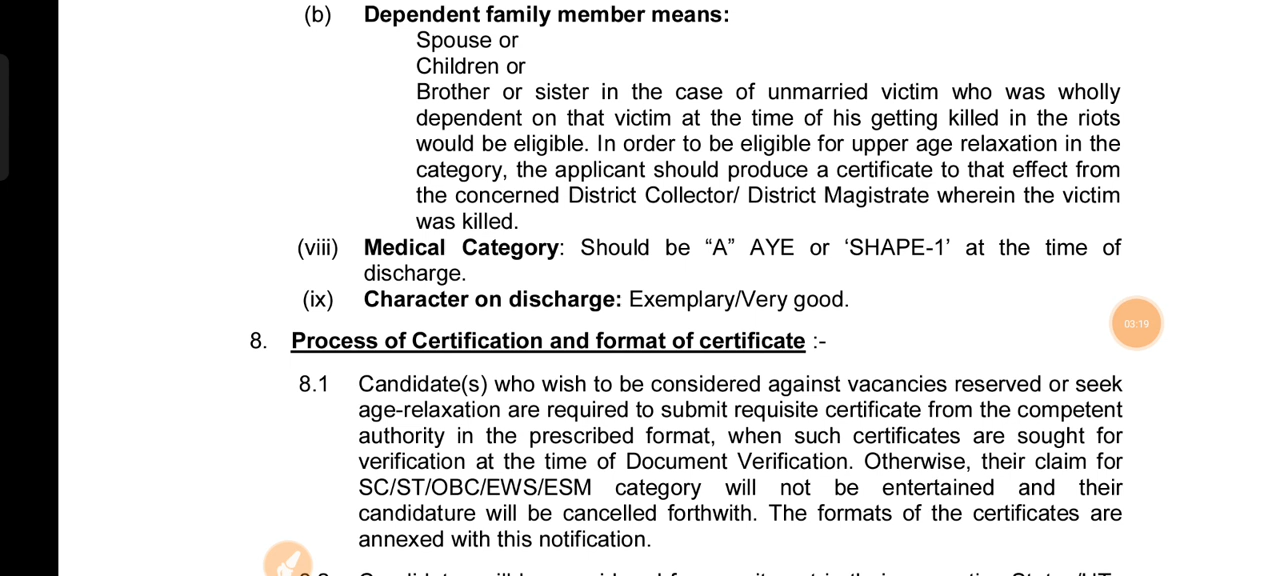 (b) Dependent family member means:
Spouse or
Children or
Brother or sister in the case of unmarried victim who was wholly
dependent on that victim at the time of his getting killed in the riots
would be eligible. In order to be eligible for upper age relaxation in the
category, the applicant should produce a certificate to that effect from
the concerned District Collector/ District Magistrate wherein the victim
was killed.
(viii) Medical Category: Should be “A” AYE or ‘SHAPE-1’ at the time of
discharge.
(ix) Character on discharge: Exemplary/Very good.
03:19
8. Process of Certification and format of certificate :-
8.1 Candidate(s) who wish to be considered against vacancies reserved or seek
age-relaxation are required to submit requisite certificate from the competent
authority in the prescribed format, when such certificates are sought for
verification at the time of Document Verification. Otherwise, their claim for
SC/ST/OBC/EWS/ESM category will not be entertained and their
candidature will be cancelled forthwith. The formats of the certificates are
annexed with this notification.